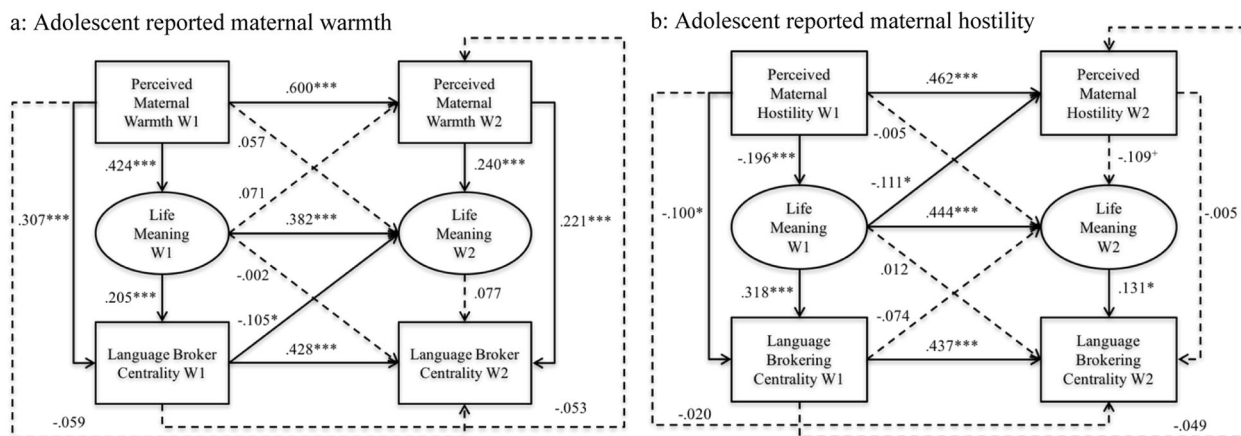 a: Adolescent reported maternal warmth
Perceived
Maternal
Warmth W1
.600***
Perceived
Maternal
Warmth W2
.057
.424***
.240***
.071
.307***
Life
Meaning
W1
.382***
Life
Meaning
W2
.221***
-.002
.205***
.077
-.105*
Language Broker
Centrality W1
.428***
Language Broker
Centrality W2
-.059
-.053
b: Adolescent reported maternal hostility
Perceived
Maternal
Hostility W1
.462***
Perceived
Maternal
Hostility W2
-.005
-.196***
-.109⁺
-.111*
-.100*
Life
Meaning
W1
.444***
Life
Meaning
W2
-.005
.012
.318***
.131*
-.074
Language
Brokering
Centrality W1
.437***
Language
Brokering
Centrality W2
-.020
-.049